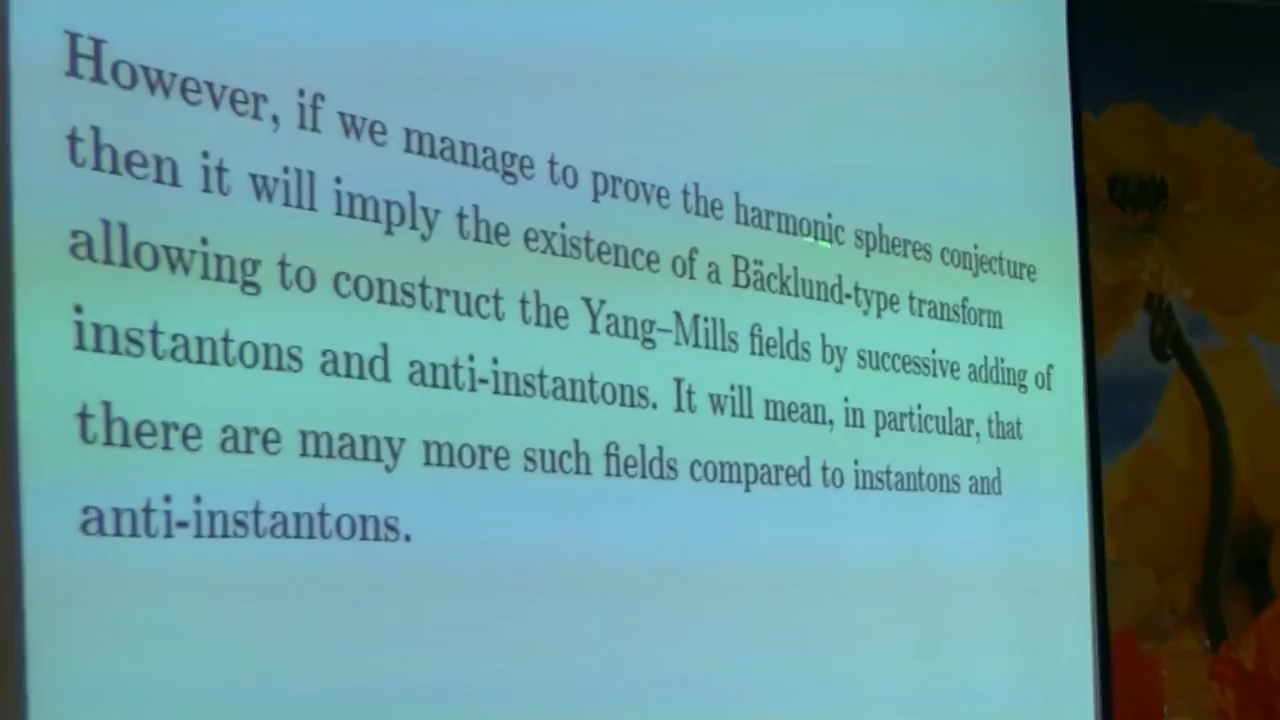 However, if we manage to prove the harmonic spheres conjecture
then it will imply the existence of a Bäcklund-type transform
allowing to construct the Yang–Mills fields by successive adding of
instantons and anti-instantons. It will mean, in particular, that
there are many more such fields compared to instantons and
anti-instantons.